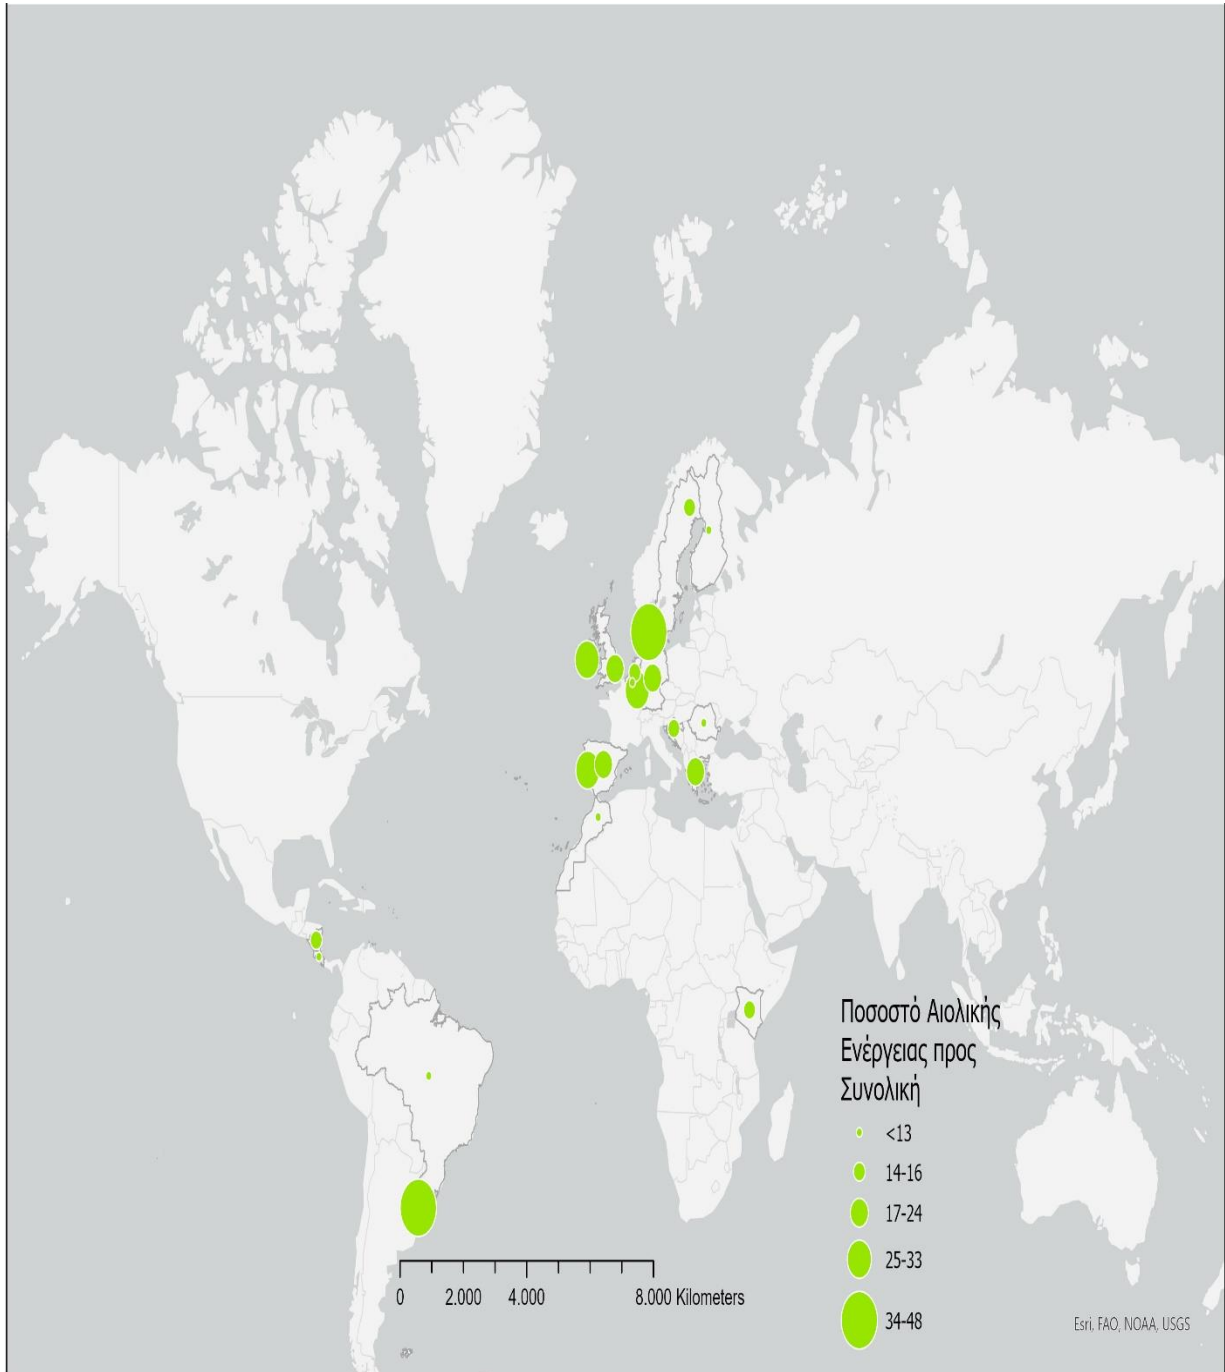 Ποσοστό Αιολικής
Ενέργειας προς
Συνολική
<13
14-16
17-24
25-33
34-48
0 2.000 4.000 8.000 Kilometers
Esri, FAO, NOAA, USGS